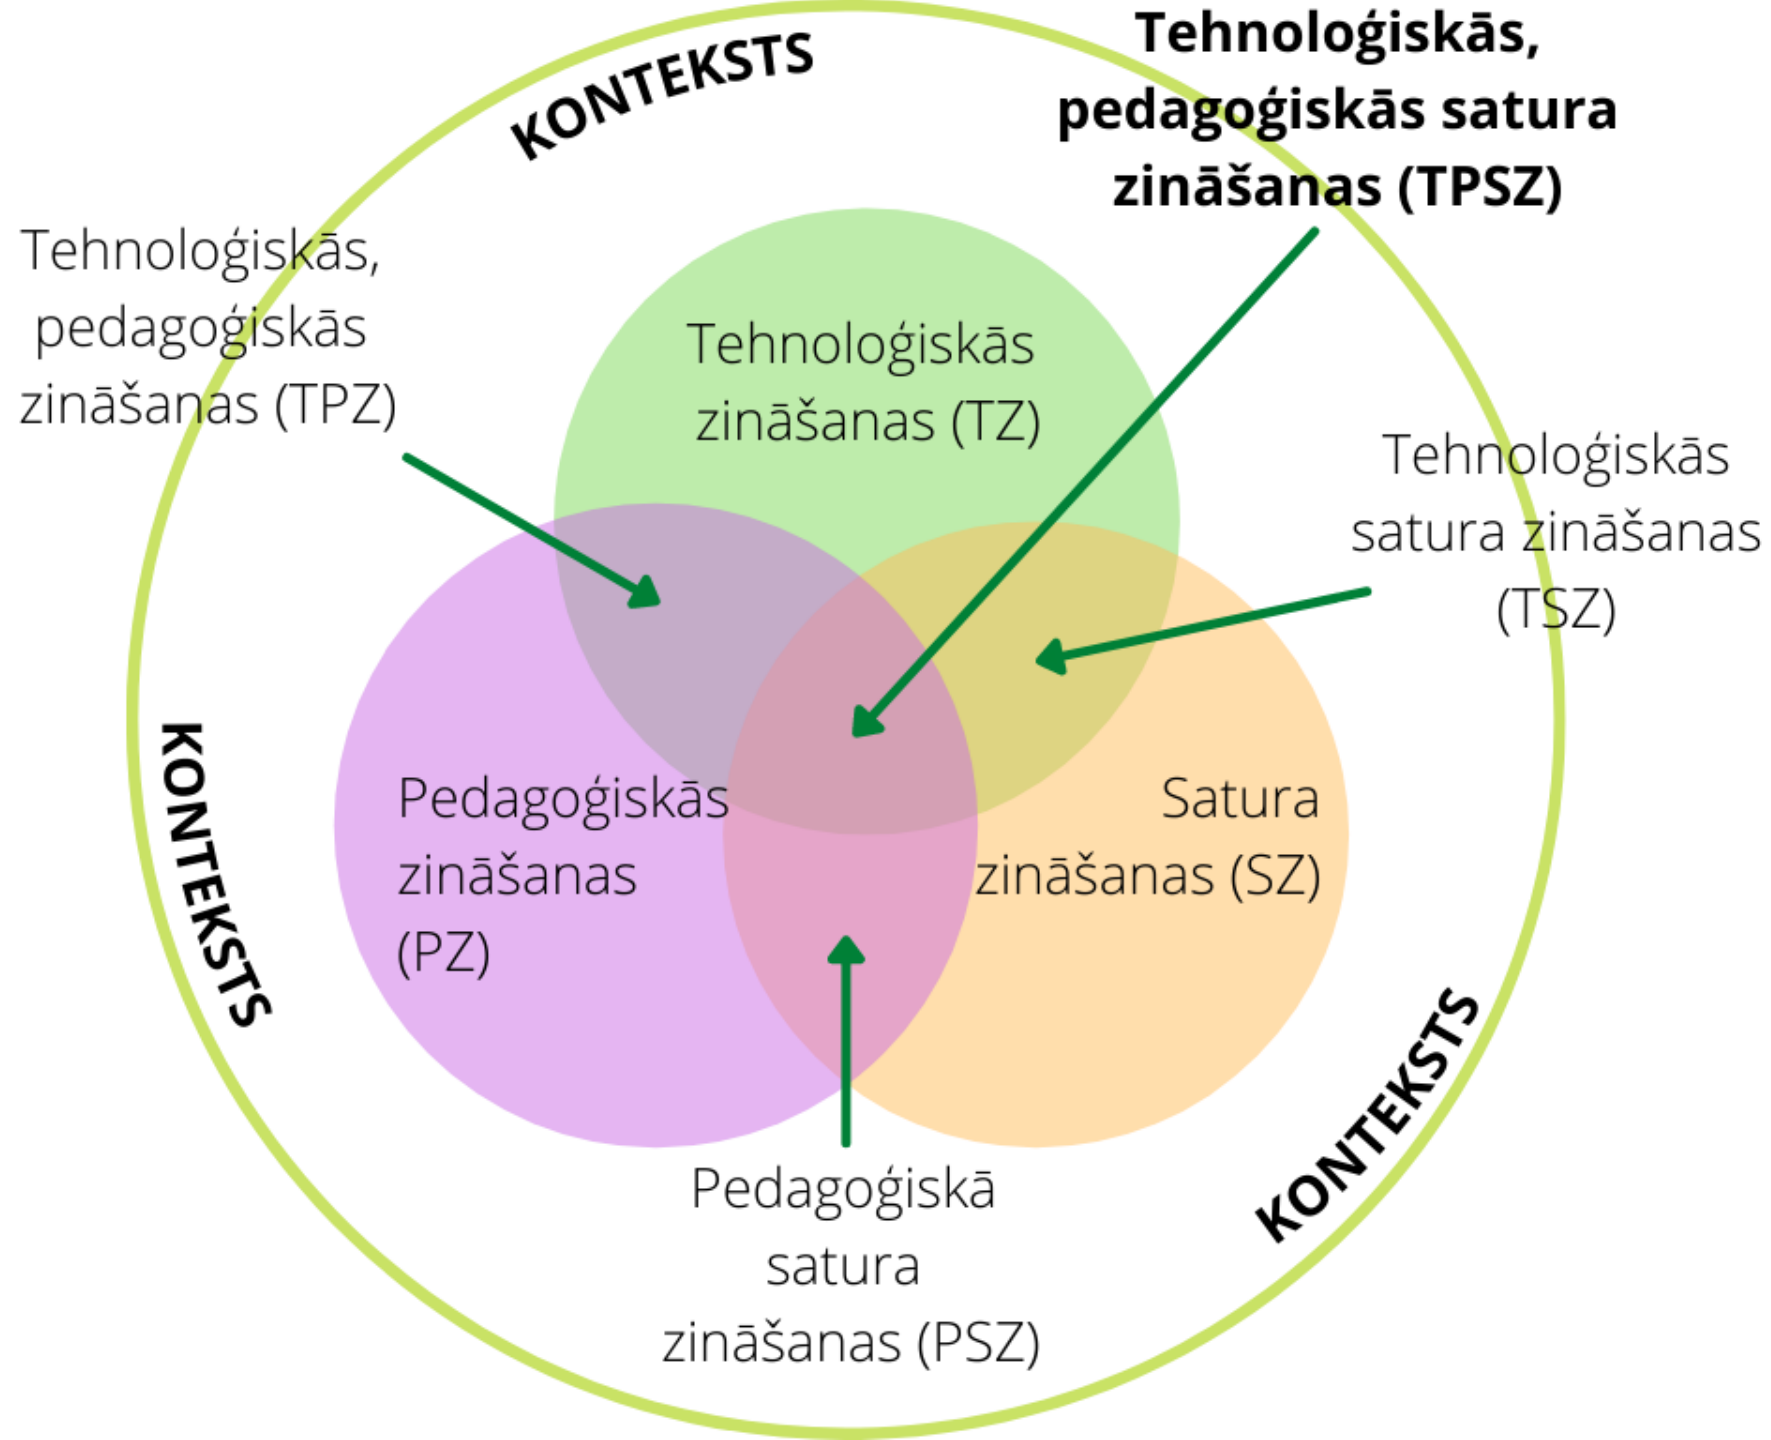 KONTEKSTS
Tehnoloģiskās,
pedagoģiskās satura
zināšanas (TPSZ)
Tehnoloģiskās,
pedagoģiskās
zināšanas (TPZ)
Tehnoloģiskās
zināšanas (TZ)
Tehnoloģiskās
satura zināšanas
(TSZ)
KONTEKSTS
Pedagoģiskās
zināšanas
(PZ)
Satura
zināšanas (SZ)
KONTEKSTS
Pedagoģiskā
satura
zināšanas (PSZ)